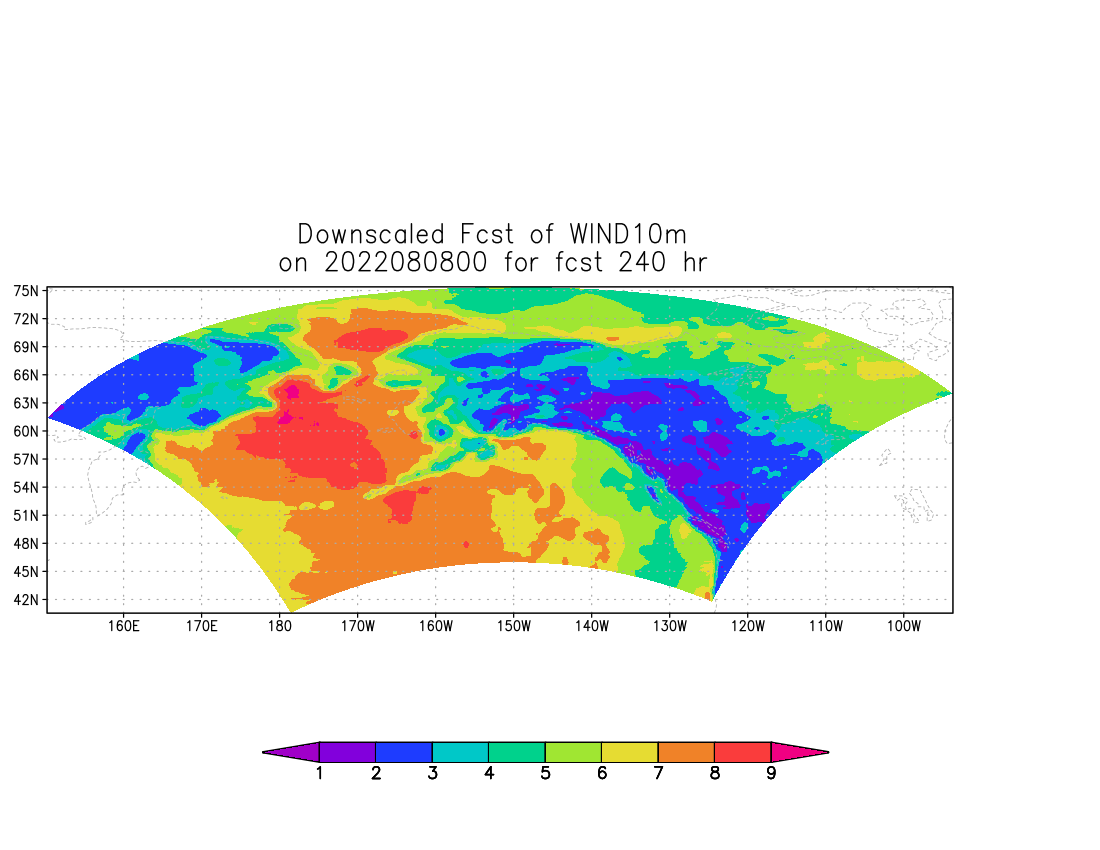 Downscaled Fcst of WIND10m
on 2022080800 for fcst 240 hr
75N
72N
69N
66N
63N
60N
57N
54N
51N
48N
45N
42N
160E 170E 180 170W 160W 150W 140W 130W 120W 110W 100W
1 2 3 4 5 6 7 8 9